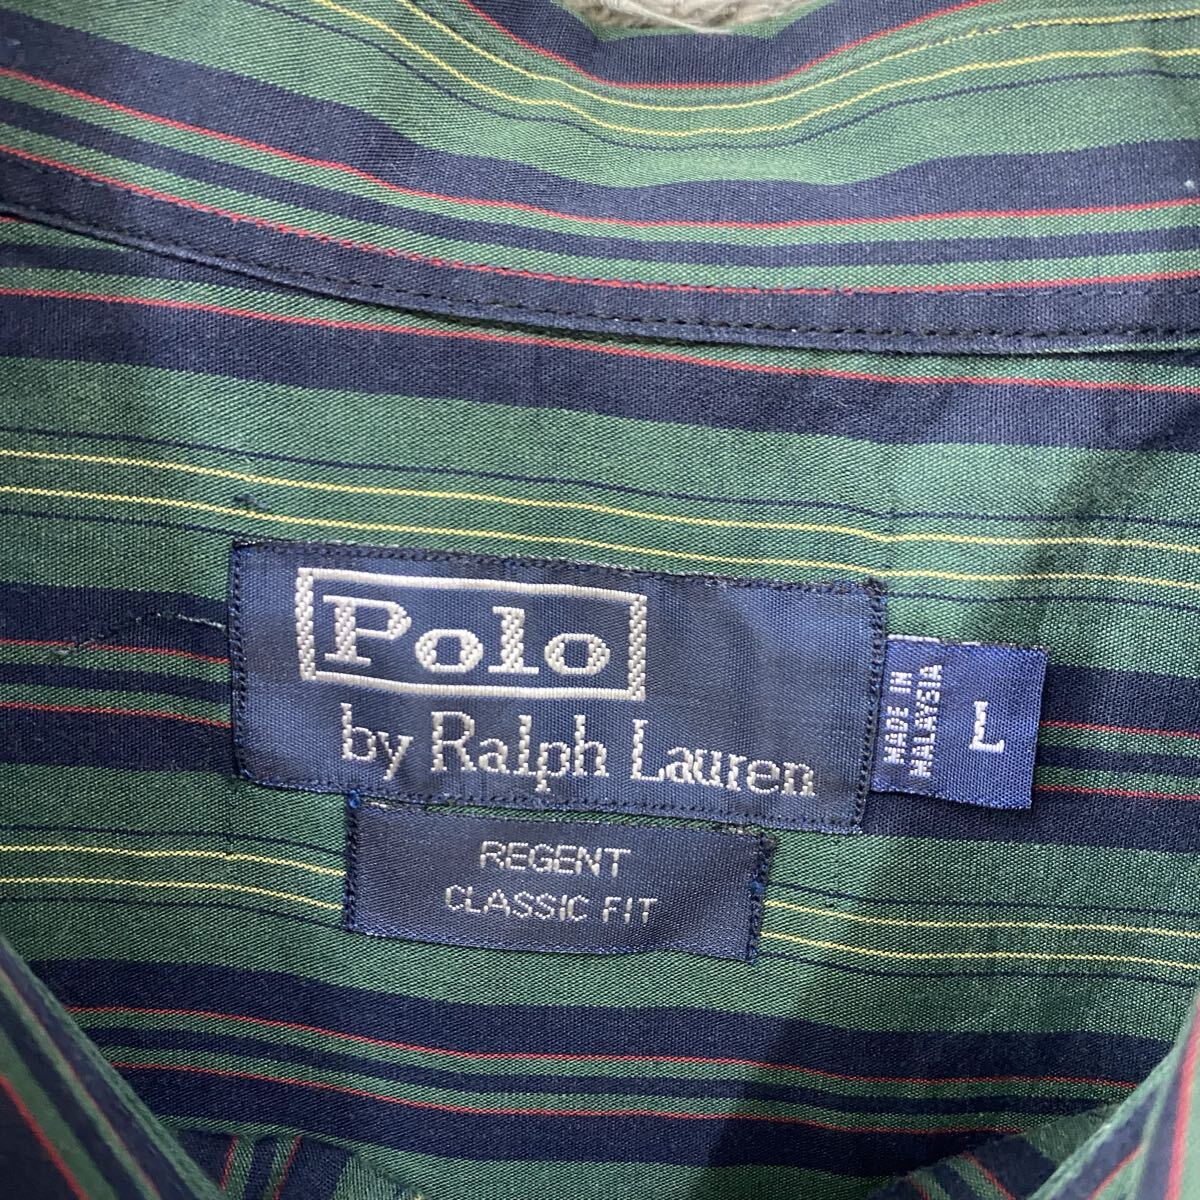 Polo
by Ralph Lauren
MADE IN
MALAYSIA
L
REGENT
CLASSIC FIT